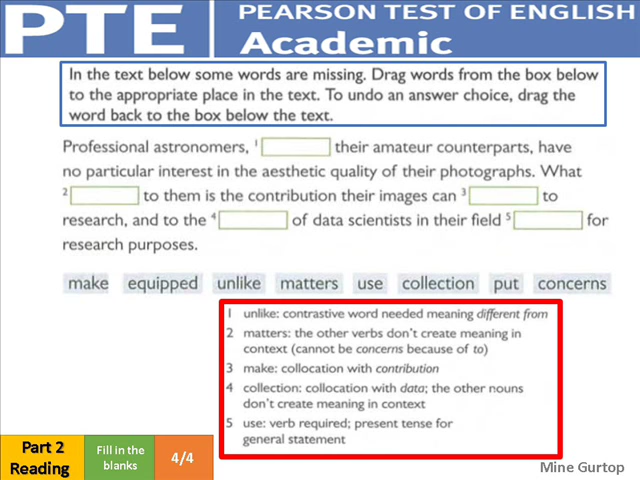 PTE
PEARSON TEST OF ENGLISH
Academic
In the text below some words are missing. Drag words from the box below
to the appropriate place in the text. To undo an answer choice, drag the
word back to the box below the text.
Professional astronomers, 1 their amateur counterparts, have
no particular interest in the aesthetic quality of their photographs. What
2 to them is the contribution their images can 3 to
research, and to the 4 of data scientists in their field 5 for
research purposes.
make equipped unlike matters use collection put concerns
1 unlike: contrastive word needed meaning different from
2 matters: the other verbs don't create meaning in
context (cannot be concerns because of to)
3 make: collocation with contribution
4 collection: collocation with data; the other nouns
don't create meaning in context
5 use: verb required; present tense for
general statement
Part 2
Reading
Fill in the
blanks
4/4
Mine Gurtop